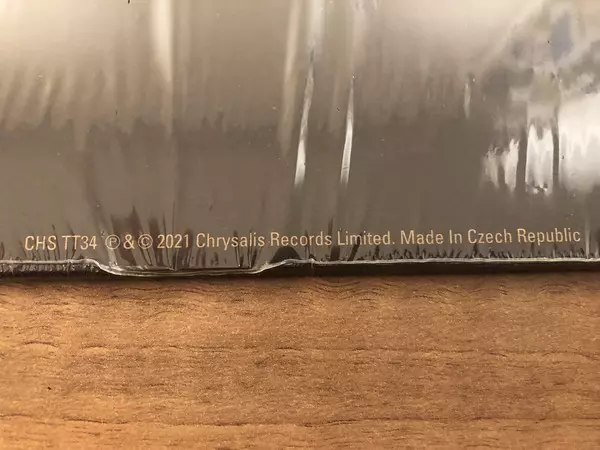 CHS TT34 ℗ & © 2021 Chrysalis Records Limited. Made In Czech Republic